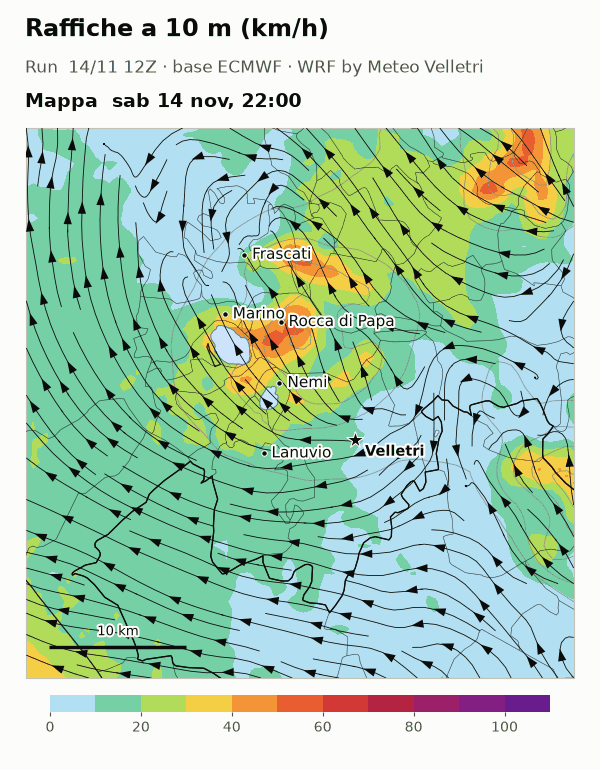 Raffiche a 10 m (km/h)
Run  14/11 12Z · base ECMWF · WRF by Meteo Velletri
Mappa  sab 14 nov, 22:00
Frascati
Marino
Rocca di Papa
Nemi
Lanuvio
Velletri
10 km
0 20 40 60 80 100